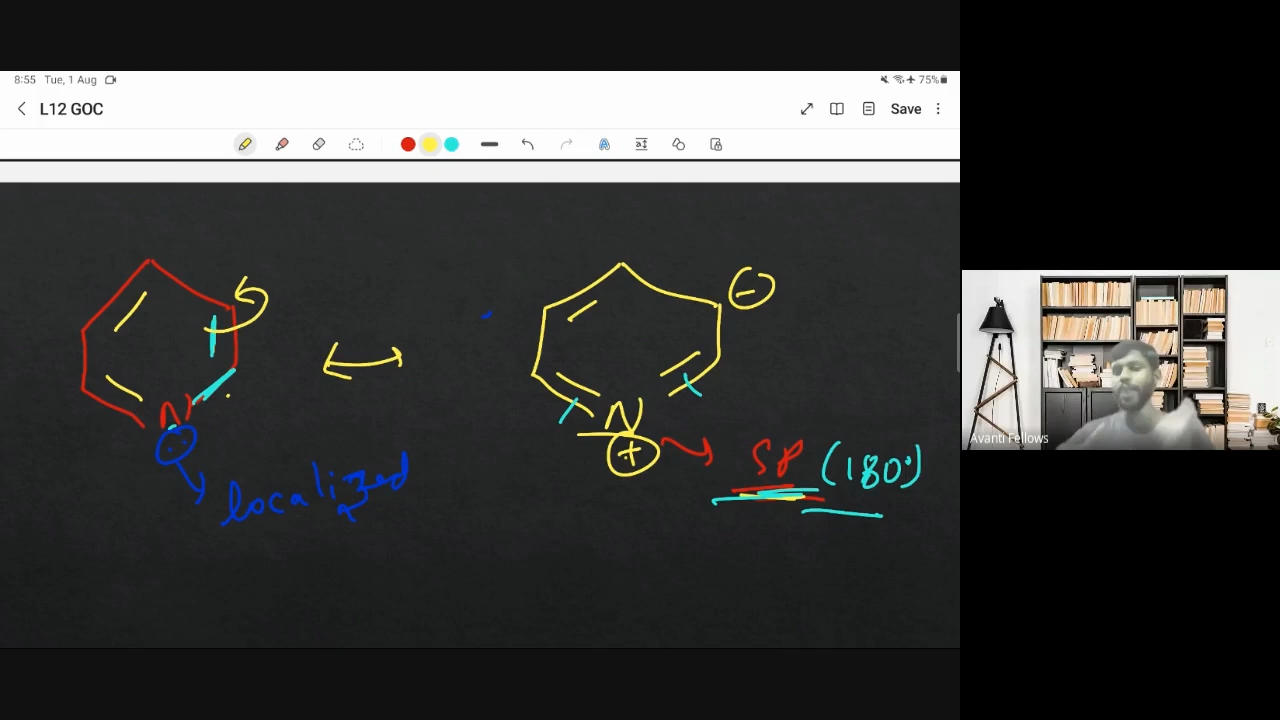 8:55 Tue, 1 Aug 75%
L12 GOC Save
N
localized
N
+
SP (180°)
Avanti Fellows